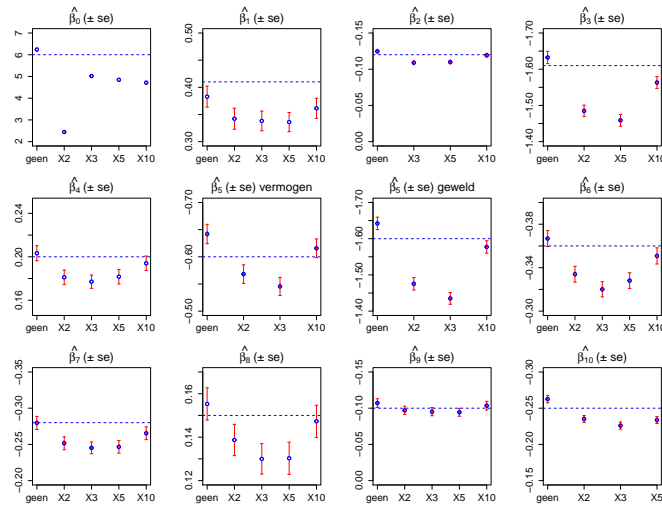 β̂0 (± se)
7
6
5
4
3
2
geen X2 X3 X5 X10
β̂1 (± se)
0.50
0.40
0.30
geen X2 X3 X5 X10
β̂2 (± se)
−0.15
−0.10
−0.05
0.00
geen X3 X5 X10
β̂3 (± se)
−1.70
−1.60
−1.50
−1.40
geen X2 X5 X10
β̂4 (± se)
0.24
0.20
0.16
geen X2 X3 X5 X10
β̂5 (± se) vermogen
−0.70
−0.60
−0.50
geen X2 X3 X10
β̂5 (± se) geweld
−1.70
−1.60
−1.50
−1.40
geen X2 X3 X10
β̂6 (± se)
−0.38
−0.34
−0.30
geen X2 X3 X5 X10
β̂7 (± se)
−0.35
−0.30
−0.25
−0.20
geen X2 X3 X5 X10
β̂8 (± se)
0.16
0.14
0.12
geen X2 X3 X5 X10
β̂9 (± se)
−0.15
−0.10
−0.05
0.00
geen X2 X3 X5 X10
β̂10 (± se)
−0.35
−0.30
−0.25
−0.20
−0.15
geen X2 X3 X5